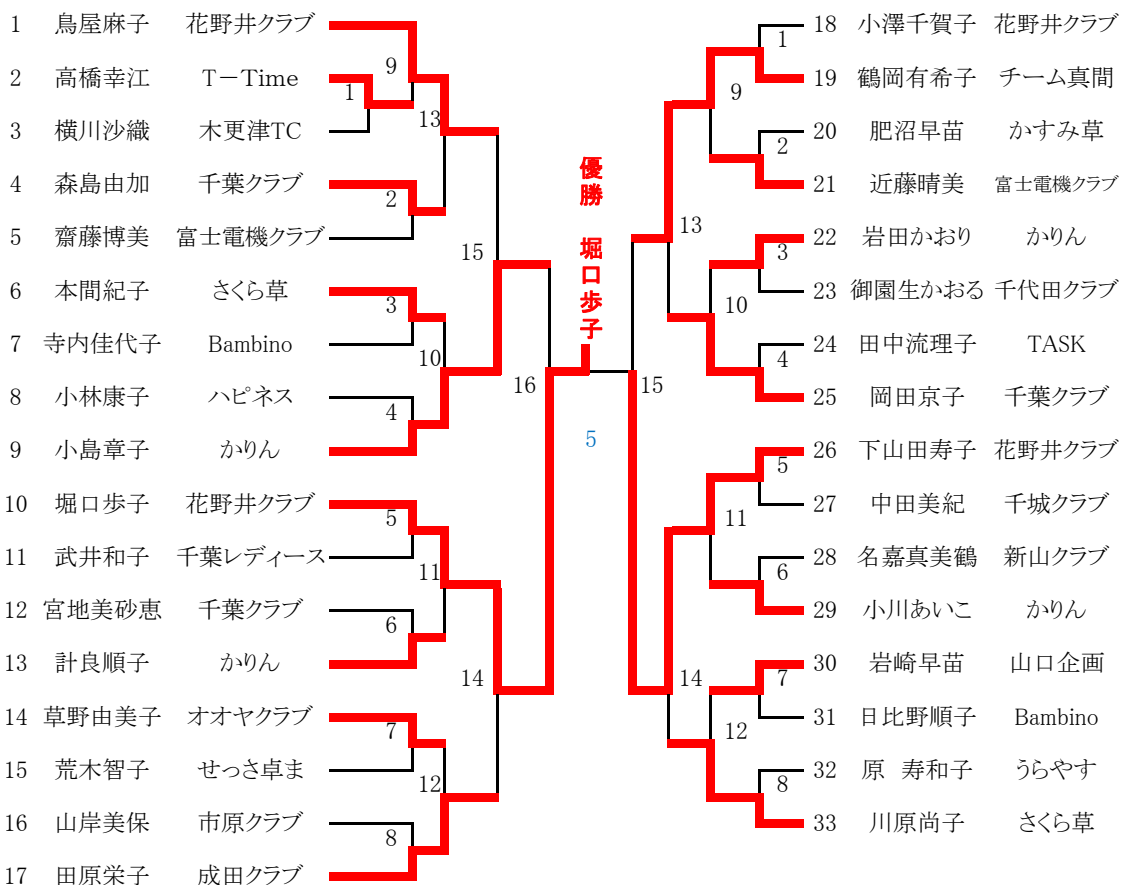 1 鳥屋麻子 花野井クラブ
2 高橋幸江 T－Time
3 横川沙織 木更津TC
4 森島由加 千葉クラブ
5 齋藤博美 富士電機クラブ
6 本間紀子 さくら草
7 寺内佳代子 Bambino
8 小林康子 ハピネス
9 小島章子 かりん
10 堀口歩子 花野井クラブ
11 武井和子 千葉レディース
12 宮地美砂恵 千葉クラブ
13 計良順子 かりん
14 草野由美子 オオヤクラブ
15 荒木智子 せっさ卓ま
16 山岸美保 市原クラブ
17 田原栄子 成田クラブ
1
9
2
13
3
4
10
15
5
6
11
7
8
12
14
16
優勝 堀口歩子
5
15
13
14
9
10
11
12
1
2
3
4
5
6
7
8
18 小澤千賀子 花野井クラブ
19 鶴岡有希子 チーム真間
20 肥沼早苗 かすみ草
21 近藤晴美 富士電機クラブ
22 岩田かおり かりん
23 御園生かおる 千代田クラブ
24 田中流理子 TASK
25 岡田京子 千葉クラブ
26 下山田寿子 花野井クラブ
27 中田美紀 千城クラブ
28 名嘉真美鶴 新山クラブ
29 小川あいこ かりん
30 岩崎早苗 山口企画
31 日比野順子 Bambino
32 原 寿和子 うらやす
33 川原尚子 さくら草